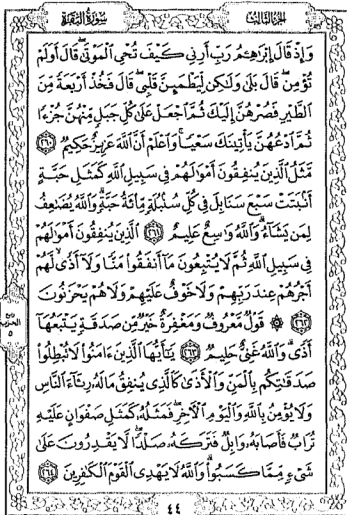 الجزء الثالث
سورة البقرة
وَإِذْ قَالَ إِبْرَٰهِـۧمُ رَبِّ أَرِنِى كَيْفَ تُحْىِ ٱلْمَوْتَىٰ قَالَ أَوَلَمْ
تُؤْمِن قَالَ بَلَىٰ وَلَـٰكِن لِّيَطْمَئِنَّ قَلْبِى قَالَ فَخُذْ أَرْبَعَةً مِّنَ
ٱلطَّيْرِ فَصُرْهُنَّ إِلَيْكَ ثُمَّ ٱجْعَلْ عَلَىٰ كُلِّ جَبَلٍ مِّنْهُنَّ جُزْءًا
ثُمَّ ٱدْعُهُنَّ يَأْتِينَكَ سَعْيًا وَٱعْلَمْ أَنَّ ٱللَّهَ عَزِيزٌ حَكِيمٌ ٢٦٠
مَّثَلُ ٱلَّذِينَ يُنفِقُونَ أَمْوَٰلَهُمْ فِى سَبِيلِ ٱللَّهِ كَمَثَلِ حَبَّةٍ
أَنۢبَتَتْ سَبْعَ سَنَابِلَ فِى كُلِّ سُنۢبُلَةٍ مِّا۟ئَةُ حَبَّةٍ وَٱللَّهُ يُضَـٰعِفُ
لِمَن يَشَآءُ وَٱللَّهُ وَٰسِعٌ عَلِيمٌ ٢٦١ ٱلَّذِينَ يُنفِقُونَ أَمْوَٰلَهُمْ
فِى سَبِيلِ ٱللَّهِ ثُمَّ لَا يُتْبِعُونَ مَآ أَنفَقُوا۟ مَنًّا وَلَآ أَذًى لَّهُمْ
أَجْرُهُمْ عِندَ رَبِّهِمْ وَلَا خَوْفٌ عَلَيْهِمْ وَلَا هُمْ يَحْزَنُونَ
٢٦٢ ۞ قَوْلٌ مَّعْرُوفٌ وَمَغْفِرَةٌ خَيْرٌ مِّن صَدَقَةٍ يَتْبَعُهَآ
أَذًى وَٱللَّهُ غَنِىٌّ حَلِيمٌ ٢٦٣ يَـٰٓأَيُّهَا ٱلَّذِينَ ءَامَنُوا۟ لَا تُبْطِلُوا۟
صَدَقَـٰتِكُم بِٱلْمَنِّ وَٱلْأَذَىٰ كَٱلَّذِى يُنفِقُ مَالَهُۥ رِئَآءَ ٱلنَّاسِ
وَلَا يُؤْمِنُ بِٱللَّهِ وَٱلْيَوْمِ ٱلْـَٔاخِرِ فَمَثَلُهُۥ كَمَثَلِ صَفْوَانٍ عَلَيْهِ
تُرَابٌ فَأَصَابَهُۥ وَابِلٌ فَتَرَكَهُۥ صَلْدًا لَّا يَقْدِرُونَ عَلَىٰ
شَىْءٍ مِّمَّا كَسَبُوا۟ وَٱللَّهُ لَا يَهْدِى ٱلْقَوْمَ ٱلْكَـٰفِرِينَ ٢٦٤
ربع
الحزب
٥
٤٤